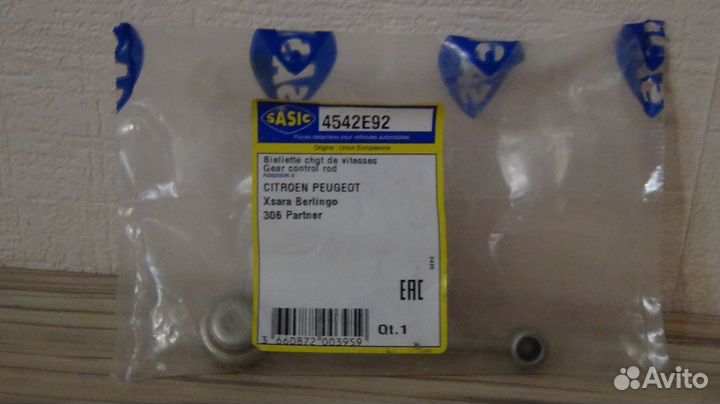 SASIC
4542E92
Pièces détachées pour véhicules automobiles
Origine : Union Européenne
Biellette chgt de vitesses
Gear control rod
Adaptable à
CITROEN PEUGEOT
Xsara Berlingo
306 Partner
EAC
Qt.1
3 660872 003959
Avito